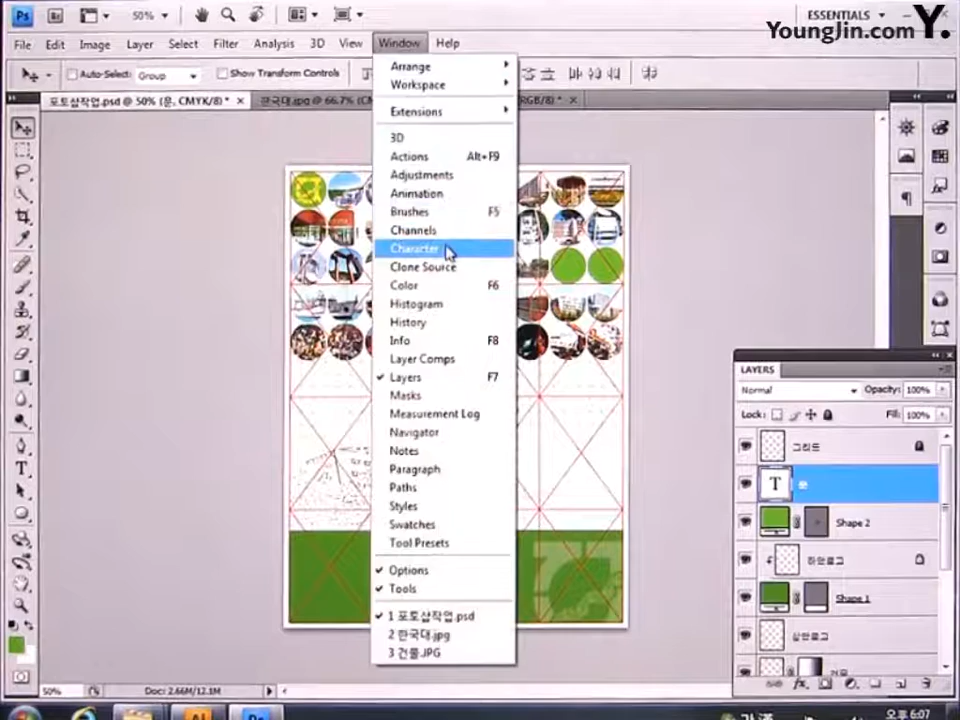 Ps
Br
50%
ESSENTIALS
Y.
YoungJin.com
File Edit Image Layer Select Filter Analysis 3D View Window Help
Auto-Select: Group Show Transform Controls
포토샵작업.psd @ 50% (문, CMYK/8) * × 한국대.jpg @ 66.7% (CM RGB/8) * ×
Arrange
Workspace
Extensions
3D
Actions Alt+F9
Adjustments
Animation
Brushes F5
Channels
Character
Clone Source
Color F6
Histogram
History
Info F8
Layer Comps
Layers F7
Masks
Measurement Log
Navigator
Notes
Paragraph
Paths
Styles
Swatches
Tool Presets
Options
Tools
1 포토샵작업.psd
2 한국대.jpg
3 건물.JPG
LAYERS
Normal Opacity: 100%
Lock: Fill: 100%
그리드
T
Shape 2
하안로고
Shape 1
50% Doc: 2.66M/12.1M
Ai
Ps
오후 6:07